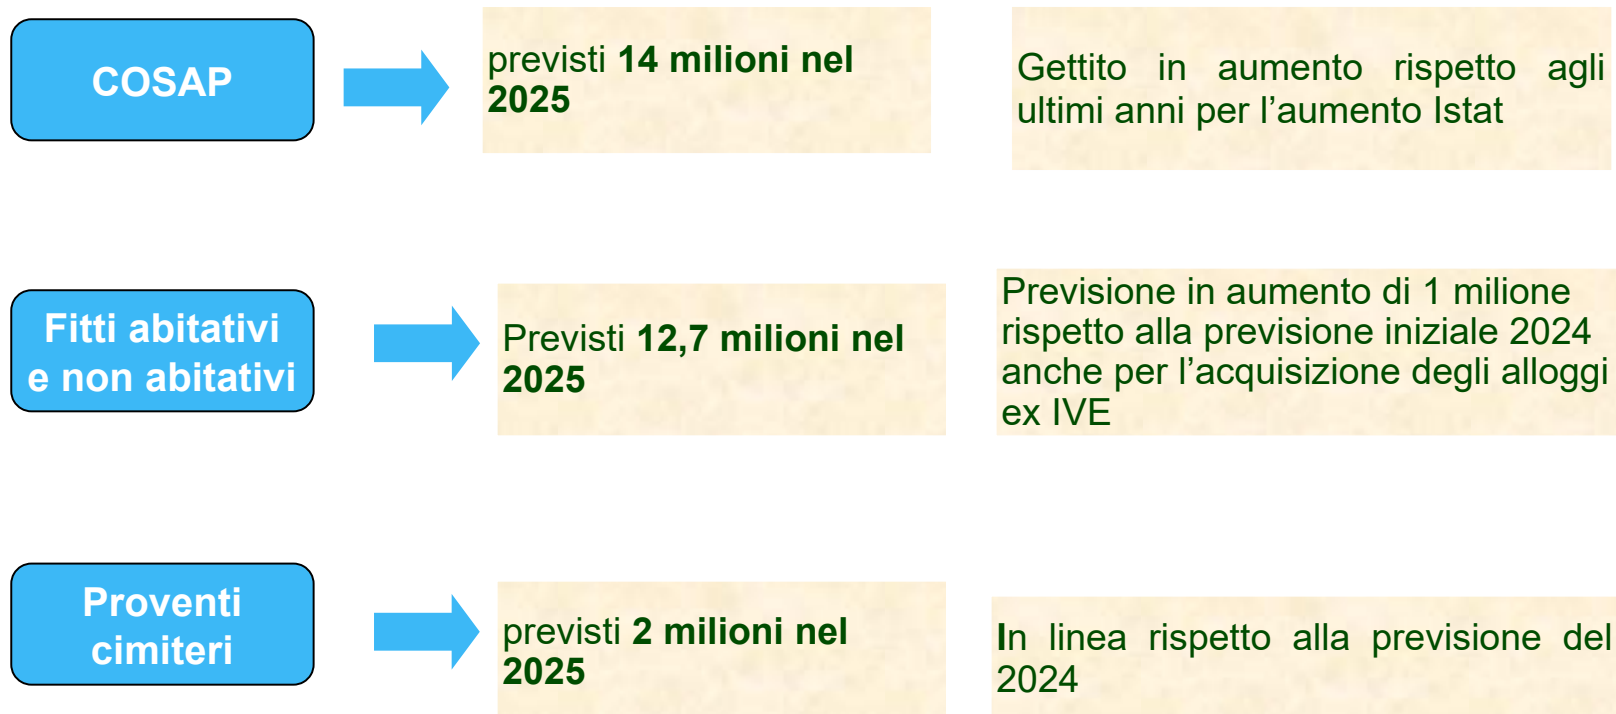 COSAP
previsti 14 milioni nel
2025
Gettito in aumento rispetto agli
ultimi anni per l’aumento Istat
Fitti abitativi
e non abitativi
Previsti 12,7 milioni nel
2025
Previsione in aumento di 1 milione
rispetto alla previsione iniziale 2024
anche per l’acquisizione degli alloggi
ex IVE
Proventi
cimiteri
previsti 2 milioni nel
2025
In linea rispetto alla previsione del
2024